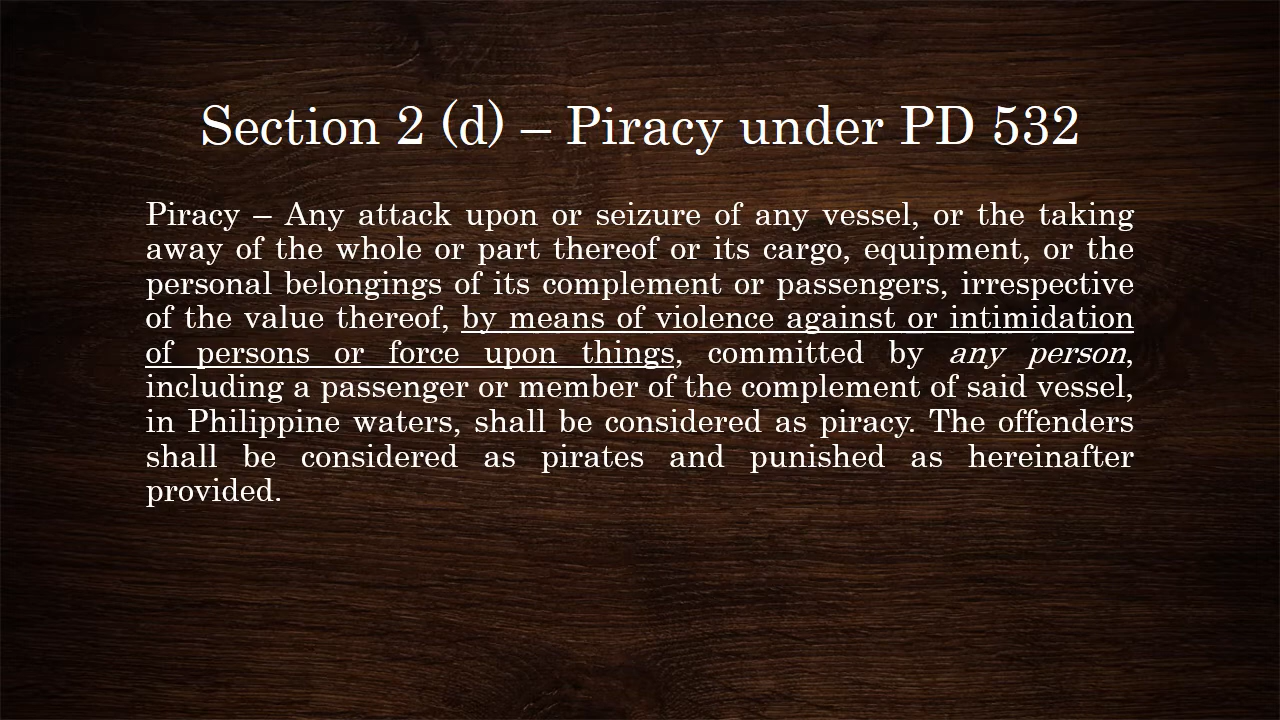 Section 2 (d) – Piracy under PD 532
Piracy – Any attack upon or seizure of any vessel, or the taking
away of the whole or part thereof or its cargo, equipment, or the
personal belongings of its complement or passengers, irrespective
of the value thereof, by means of violence against or intimidation
of persons or force upon things, committed by any person,
including a passenger or member of the complement of said vessel,
in Philippine waters, shall be considered as piracy. The offenders
shall be considered as pirates and punished as hereinafter
provided.